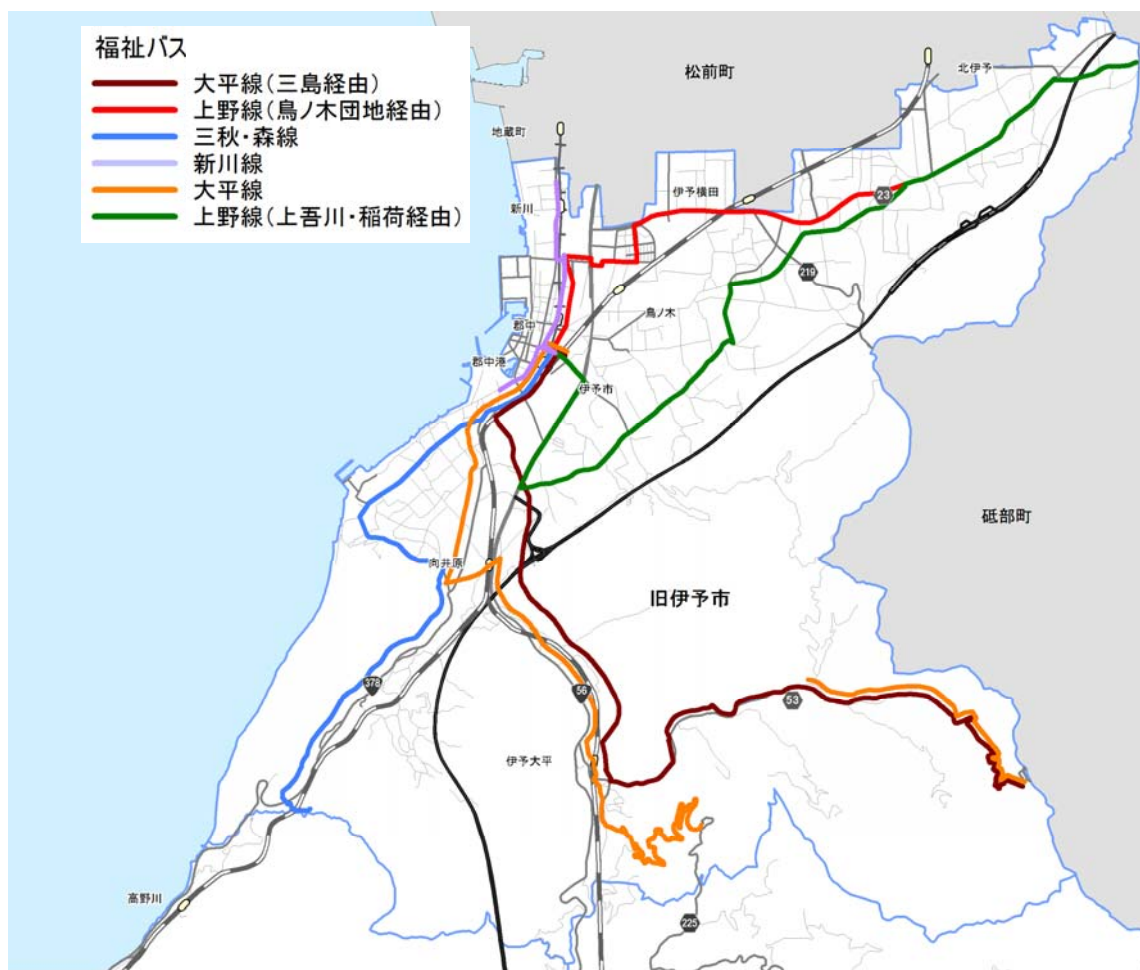 福祉バス
大平線(三島経由)
上野線(鳥ノ木団地経由)
三秋・森線
新川線
大平線
上野線(上吾川・稲荷経由)
松前町
北伊予
地蔵町
伊予横田
23
新川
219
鳥ノ木
郡中
郡中港
伊予市
砥部町
向井原
旧伊予市
378
56
53
伊予大平
高野川
225